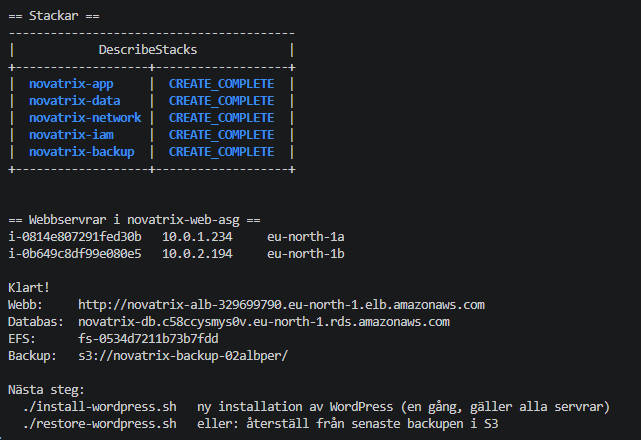 == Stackar ==
-----------------------------------------
|            DescribeStacks             |
+-------------------+-------------------+
|  novatrix-app     |  CREATE_COMPLETE  |
|  novatrix-data    |  CREATE_COMPLETE  |
|  novatrix-network |  CREATE_COMPLETE  |
|  novatrix-iam     |  CREATE_COMPLETE  |
|  novatrix-backup  |  CREATE_COMPLETE  |
+-------------------+-------------------+
== Webbservrar i novatrix-web-asg ==
i-0814e807291fed30b   10.0.1.234     eu-north-1a
i-0b649c8df99e080e5   10.0.2.194     eu-north-1b
Klart!
Webb:     http://novatrix-alb-329699790.eu-north-1.elb.amazonaws.com
Databas:  novatrix-db.c58ccysmys0v.eu-north-1.rds.amazonaws.com
EFS:      fs-0534d7211b73b7fdd
Backup:   s3://novatrix-backup-02albper/
Nästa steg:
  ./install-wordpress.sh   ny installation av WordPress (en gång, gäller alla servrar)
  ./restore-wordpress.sh   eller: återställ från senaste backupen i S3